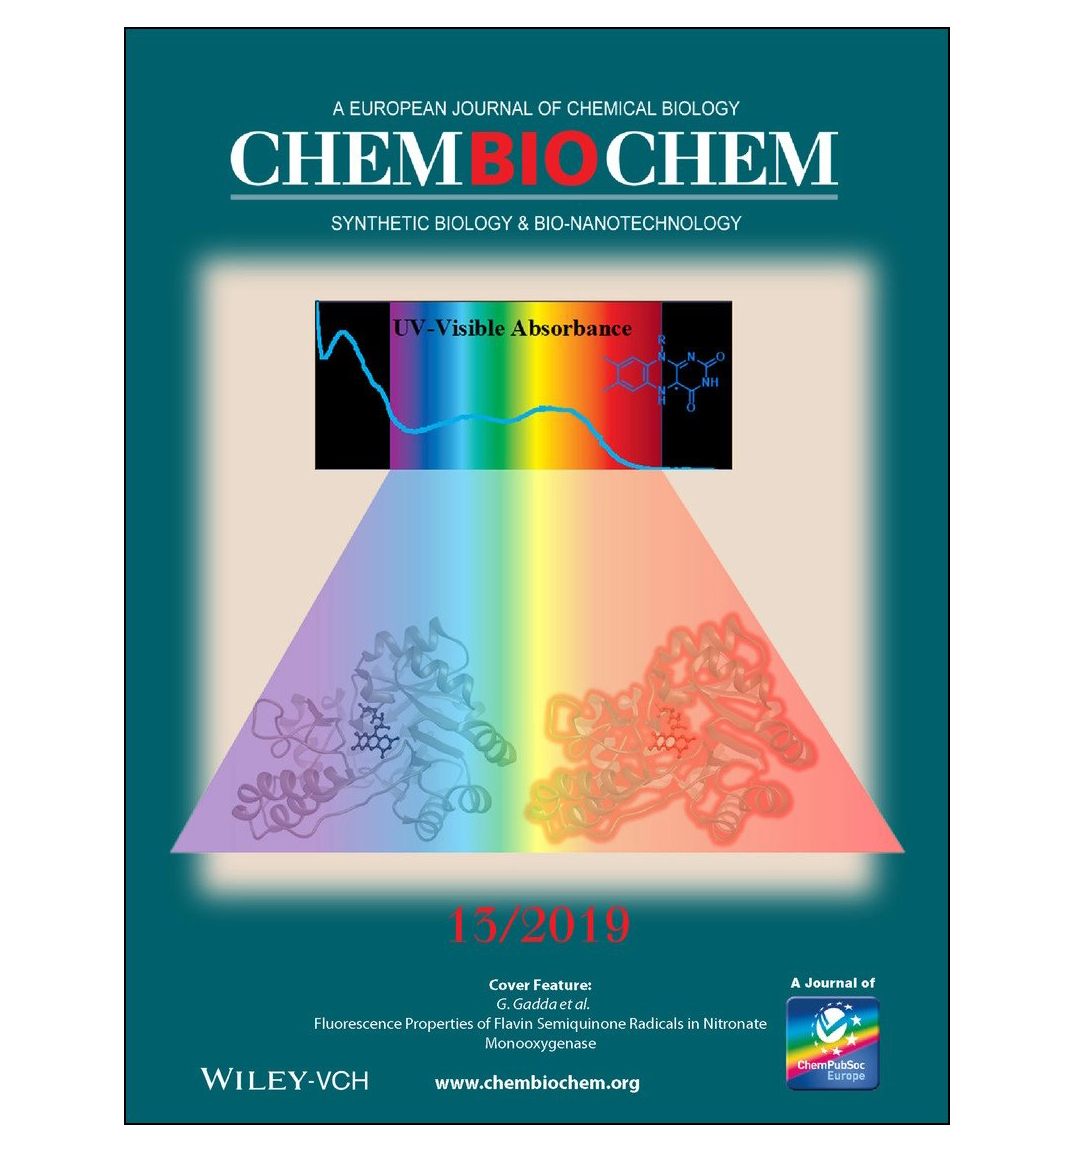 A EUROPEAN JOURNAL OF CHEMICAL BIOLOGY
CHEMBIOCHEM
SYNTHETIC BIOLOGY & BIO-NANOTECHNOLOGY
UV-Visible Absorbance
R
N
N
O
NH
N
H
O
13/2019
Cover Feature:
G. Gadda et al.
Fluorescence Properties of Flavin Semiquinone Radicals in Nitronate
Monooxygenase
A Journal of
ChemPubSoc
Europe
WILEY-VCH
www.chembiochem.org